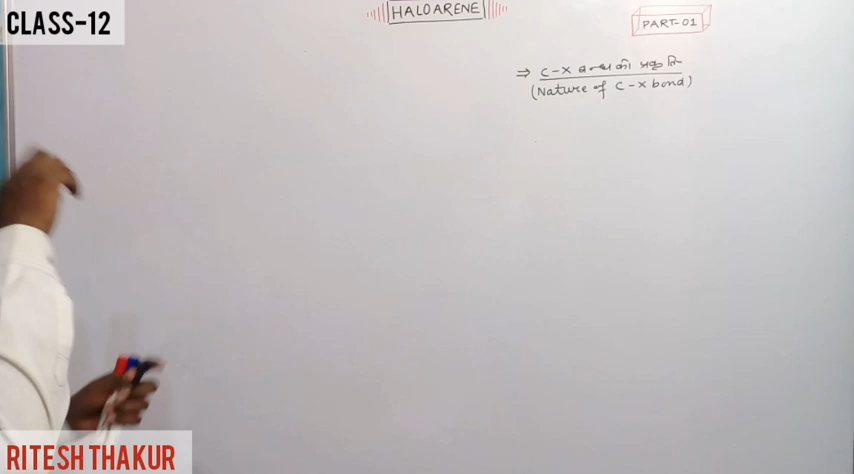 CLASS-12
HALOARENE
PART-01
⇒ C-X बन्ध की प्रकृति
(Nature of C-X bond)
RITESH THAKUR